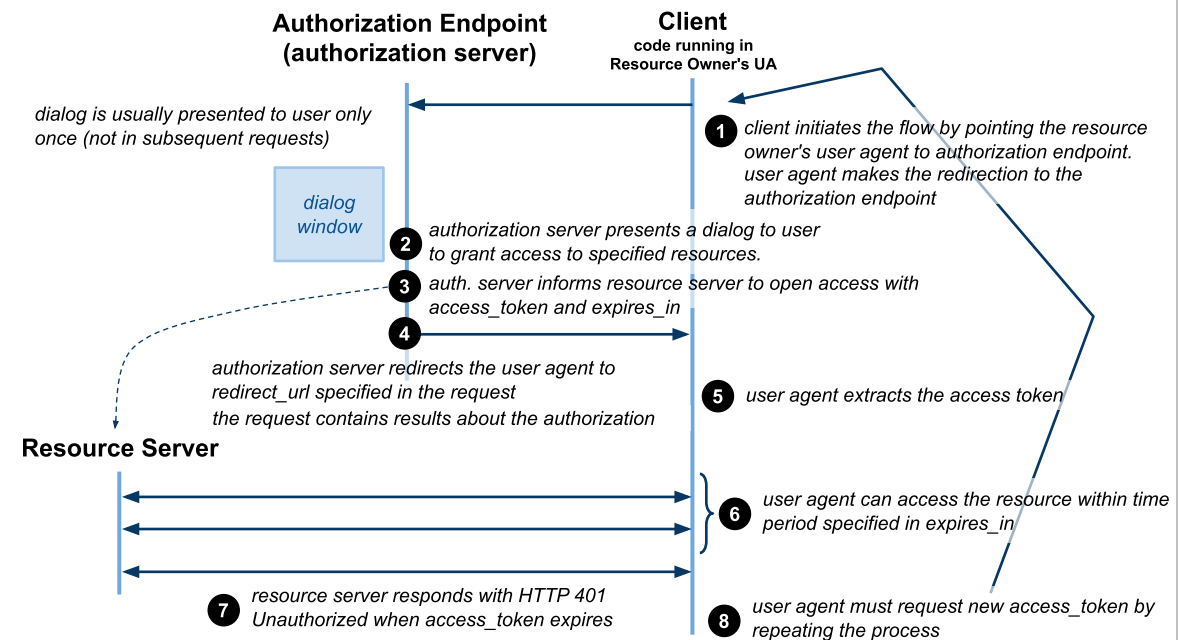 Authorization Endpoint
(authorization server)
Client
code running in
Resource Owner's UA
dialog is usually presented to user only
once (not in subsequent requests)
1
client initiates the flow by pointing the resource
owner's user agent to authorization endpoint.
user agent makes the redirection to the
authorization endpoint
dialog
window
2
authorization server presents a dialog to user
to grant access to specified resources.
3
auth. server informs resource server to open access with
access_token and expires_in
4
authorization server redirects the user agent to
redirect_url specified in the request
the request contains results about the authorization
5
user agent extracts the access token
Resource Server
6
user agent can access the resource within time
period specified in expires_in
7
resource server responds with HTTP 401
Unauthorized when access_token expires
8
user agent must request new access_token by
repeating the process